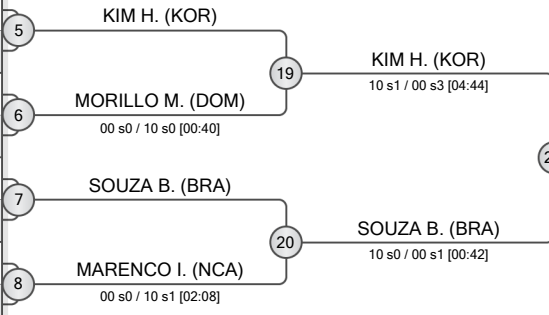 KIM H. (KOR)
5
19
KIM H. (KOR)
10 s1 / 00 s3 [04:44]
MORILLO M. (DOM)
6
00 s0 / 10 s0 [00:40]
SOUZA B. (BRA)
7
20
SOUZA B. (BRA)
10 s0 / 00 s1 [00:42]
MARENCO I. (NCA)
8
00 s0 / 10 s1 [02:08]